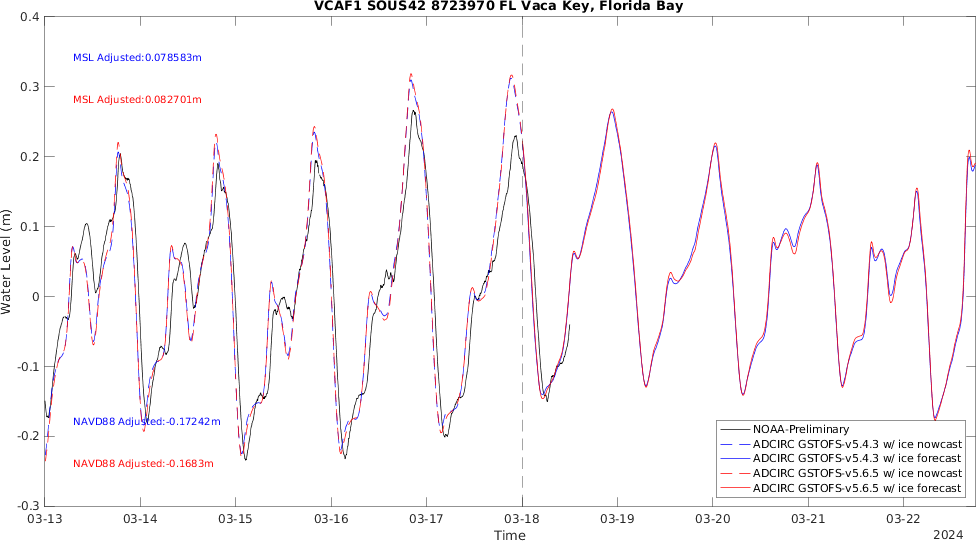 VCAF1 SOUS42 8723970 FL Vaca Key, Florida Bay
0.4
0.3
0.2
0.1
0
-0.1
-0.2
-0.3
Water Level (m)
MSL Adjusted:0.078583m
MSL Adjusted:0.082701m
NAVD88 Adjusted:-0.17242m
NAVD88 Adjusted:-0.1683m
NOAA-Preliminary
ADCIRC GSTOFS-v5.4.3 w/ ice nowcast
ADCIRC GSTOFS-v5.4.3 w/ ice forecast
ADCIRC GSTOFS-v5.6.5 w/ ice nowcast
ADCIRC GSTOFS-v5.6.5 w/ ice forecast
03-13 03-14 03-15 03-16 03-17 03-18 03-19 03-20 03-21 03-22
Time
2024